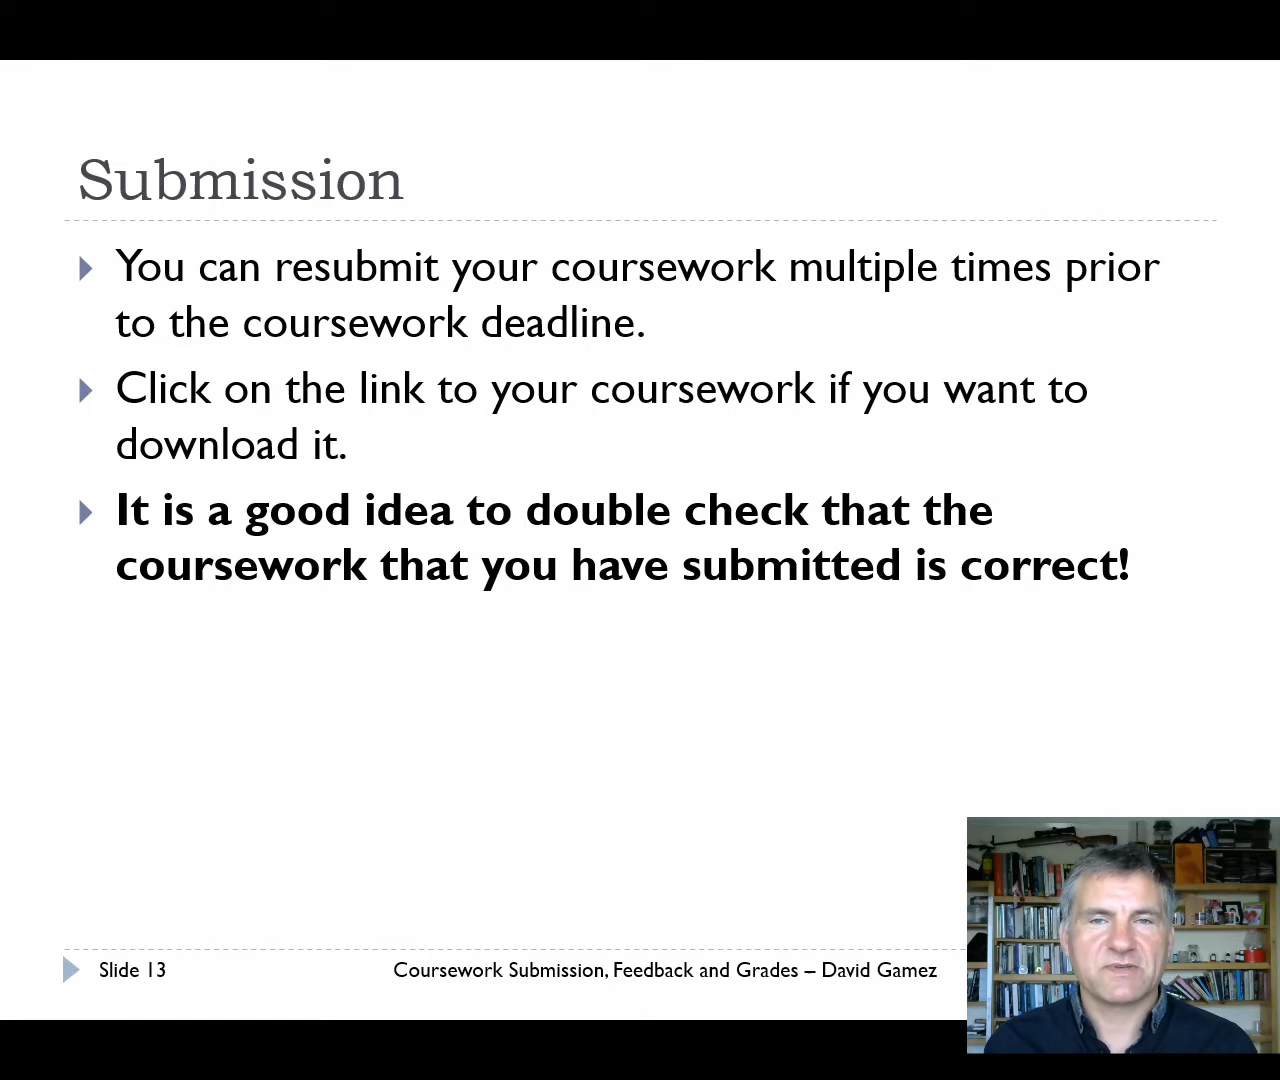 Submission
You can resubmit your coursework multiple times prior
to the coursework deadline.
Click on the link to your coursework if you want to
download it.
It is a good idea to double check that the
coursework that you have submitted is correct!
Slide 13
Coursework Submission, Feedback and Grades – David Gamez